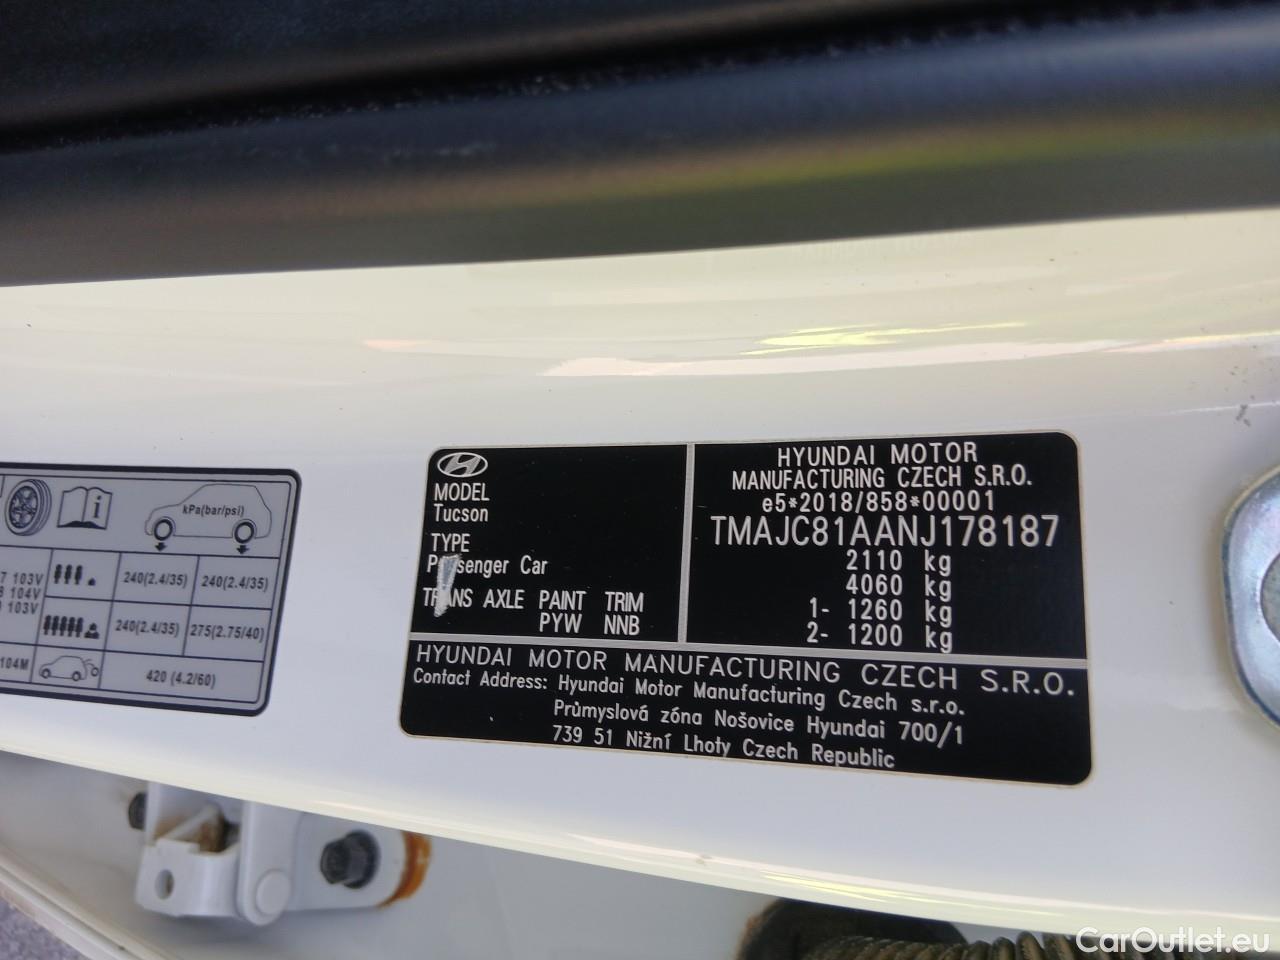 kPa(bar/psi)
7 103V
8 104V
103V
240(2.4/35) 240(2.4/35)
240(2.4/35) 275(2.75/40)
104M
420 (4.2/60)
MODEL
Tucson
TYPE
Passenger Car
TRANS AXLE PAINT TRIM
PYW NNB
HYUNDAI MOTOR
MANUFACTURING CZECH S.R.O.
e5*2018/858*00001
TMAJC81AANJ178187
2110 kg
4060 kg
1- 1260 kg
2- 1200 kg
HYUNDAI MOTOR MANUFACTURING CZECH S.R.O.
Contact Address: Hyundai Motor Manufacturing Czech s.r.o.
Průmyslová zóna Nošovice Hyundai 700/1
739 51 Nižní Lhoty Czech Republic
CarOutlet.eu